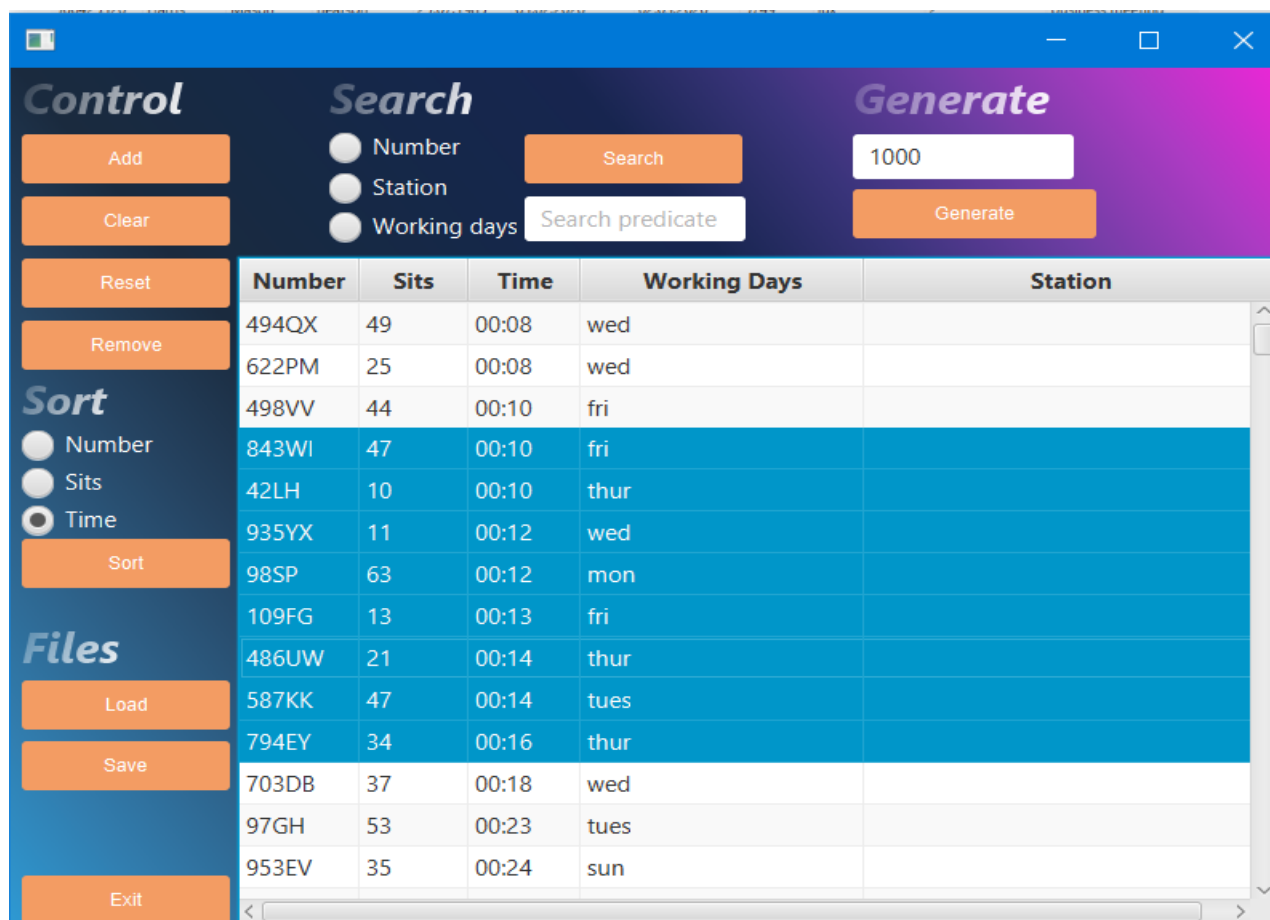 Control
Search
Generate
Add
Number
Search
1000
Station
Clear
Working days
Search predicate
Generate
Reset
Remove
Sort
Number
Sits
Time
Sort
Files
Load
Save
Exit
Number Sits Time Working Days Station
494QX 49 00:08 wed
622PM 25 00:08 wed
498VV 44 00:10 fri
843WI 47 00:10 fri
42LH 10 00:10 thur
935YX 11 00:12 wed
98SP 63 00:12 mon
109FG 13 00:13 fri
486UW 21 00:14 thur
587KK 47 00:14 tues
794EY 34 00:16 thur
703DB 37 00:18 wed
97GH 53 00:23 tues
953EV 35 00:24 sun